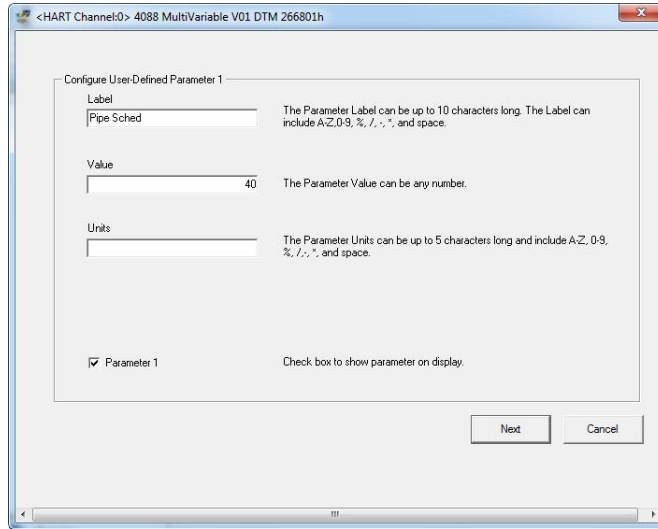 <HART Channel:0> 4088 MultiVariable V01 DTM 266801h
Configure User-Defined Parameter 1
Label
Pipe Sched
The Parameter Label can be up to 10 characters long. The Label can
include A-Z,0-9, %, /, -, *, and space.
Value
40
The Parameter Value can be any number.
Units
The Parameter Units can be up to 5 characters long and include A-Z, 0-9,
%, /,-, *, and space.
Parameter 1
Check box to show parameter on display.
Next
Cancel